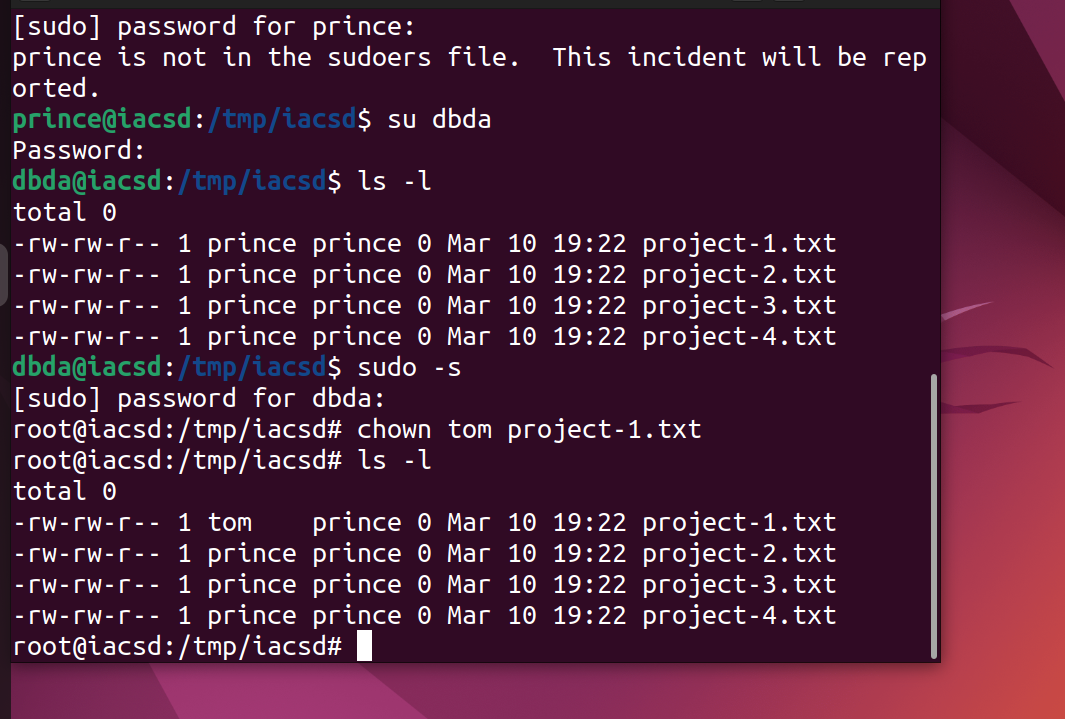 [sudo] password for prince:
prince is not in the sudoers file.  This incident will be rep
orted.
prince@iacsd:/tmp/iacsd$ su dbda
Password:
dbda@iacsd:/tmp/iacsd$ ls -l
total 0
-rw-rw-r-- 1 prince prince 0 Mar 10 19:22 project-1.txt
-rw-rw-r-- 1 prince prince 0 Mar 10 19:22 project-2.txt
-rw-rw-r-- 1 prince prince 0 Mar 10 19:22 project-3.txt
-rw-rw-r-- 1 prince prince 0 Mar 10 19:22 project-4.txt
dbda@iacsd:/tmp/iacsd$ sudo -s
[sudo] password for dbda:
root@iacsd:/tmp/iacsd# chown tom project-1.txt
root@iacsd:/tmp/iacsd# ls -l
total 0
-rw-rw-r-- 1 tom    prince 0 Mar 10 19:22 project-1.txt
-rw-rw-r-- 1 prince prince 0 Mar 10 19:22 project-2.txt
-rw-rw-r-- 1 prince prince 0 Mar 10 19:22 project-3.txt
-rw-rw-r-- 1 prince prince 0 Mar 10 19:22 project-4.txt
root@iacsd:/tmp/iacsd#